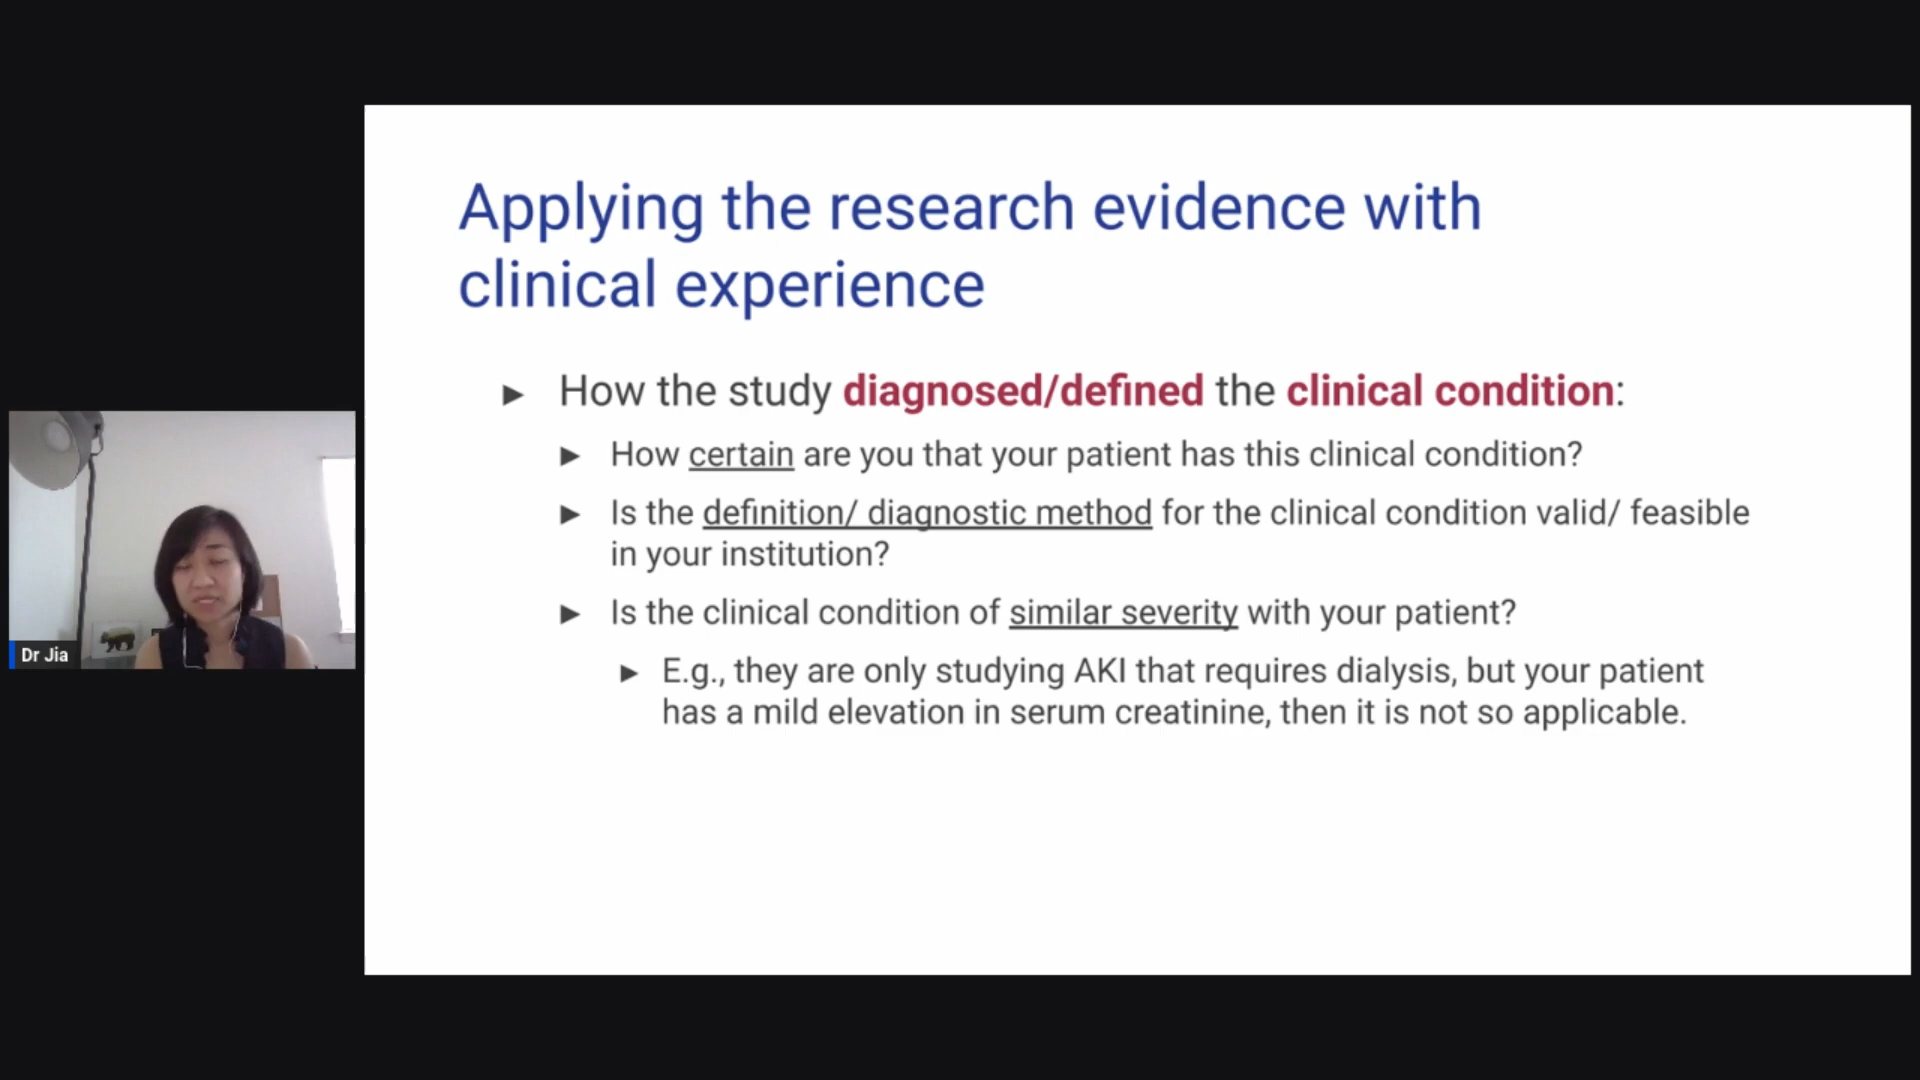 Applying the research evidence with
clinical experience
► How the study diagnosed/defined the clinical condition:
► How certain are you that your patient has this clinical condition?
► Is the definition/ diagnostic method for the clinical condition valid/ feasible
in your institution?
► Is the clinical condition of similar severity with your patient?
► E.g., they are only studying AKI that requires dialysis, but your patient
has a mild elevation in serum creatinine, then it is not so applicable.
Dr Jia